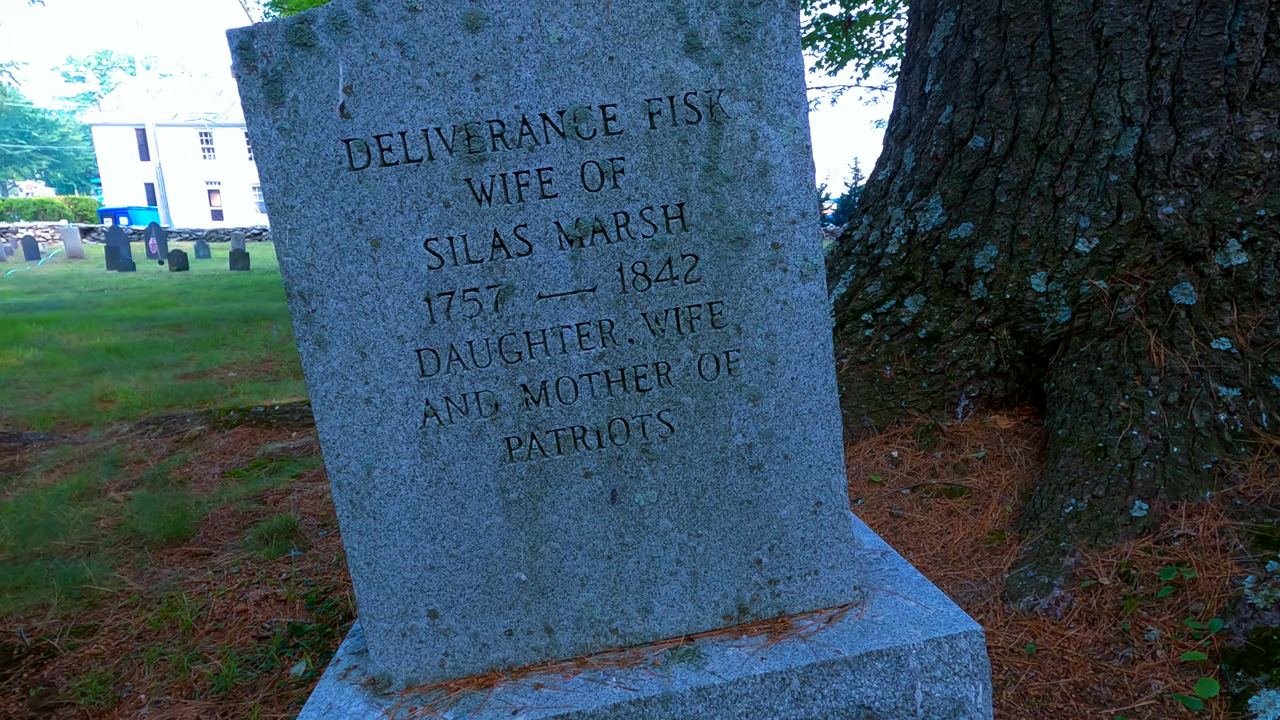 DELIVERANCE FISK
WIFE OF
SILAS MARSH
1757 — 1842
DAUGHTER, WIFE
AND MOTHER OF
PATRIOTS